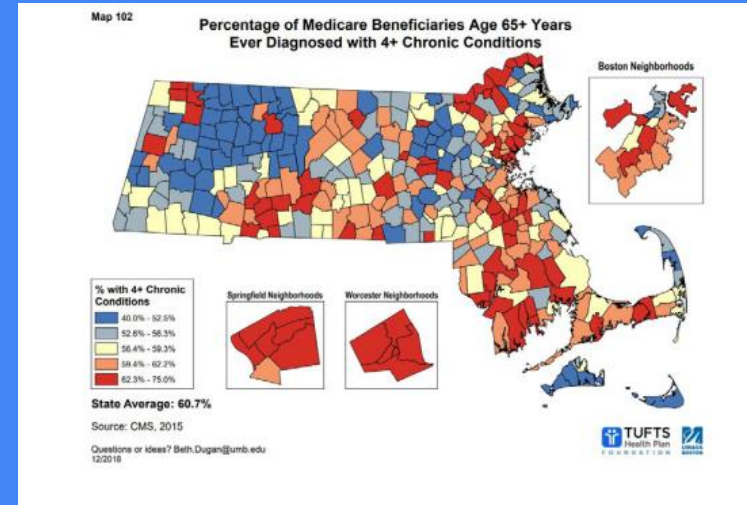 Map 102
Percentage of Medicare Beneficiaries Age 65+ Years
Ever Diagnosed with 4+ Chronic Conditions
Boston Neighborhoods
% with 4+ Chronic
Conditions
40.0% - 52.5%
52.6% - 56.3%
56.4% - 59.3%
59.4% - 62.2%
62.3% - 75.0%
Springfield Neighborhoods
Worcester Neighborhoods
State Average: 60.7%
Source: CMS, 2015
Questions or ideas? Beth.Dugan@umb.edu
12/2018
TUFTS
Health Plan
FOUNDATION
UMASS
BOSTON